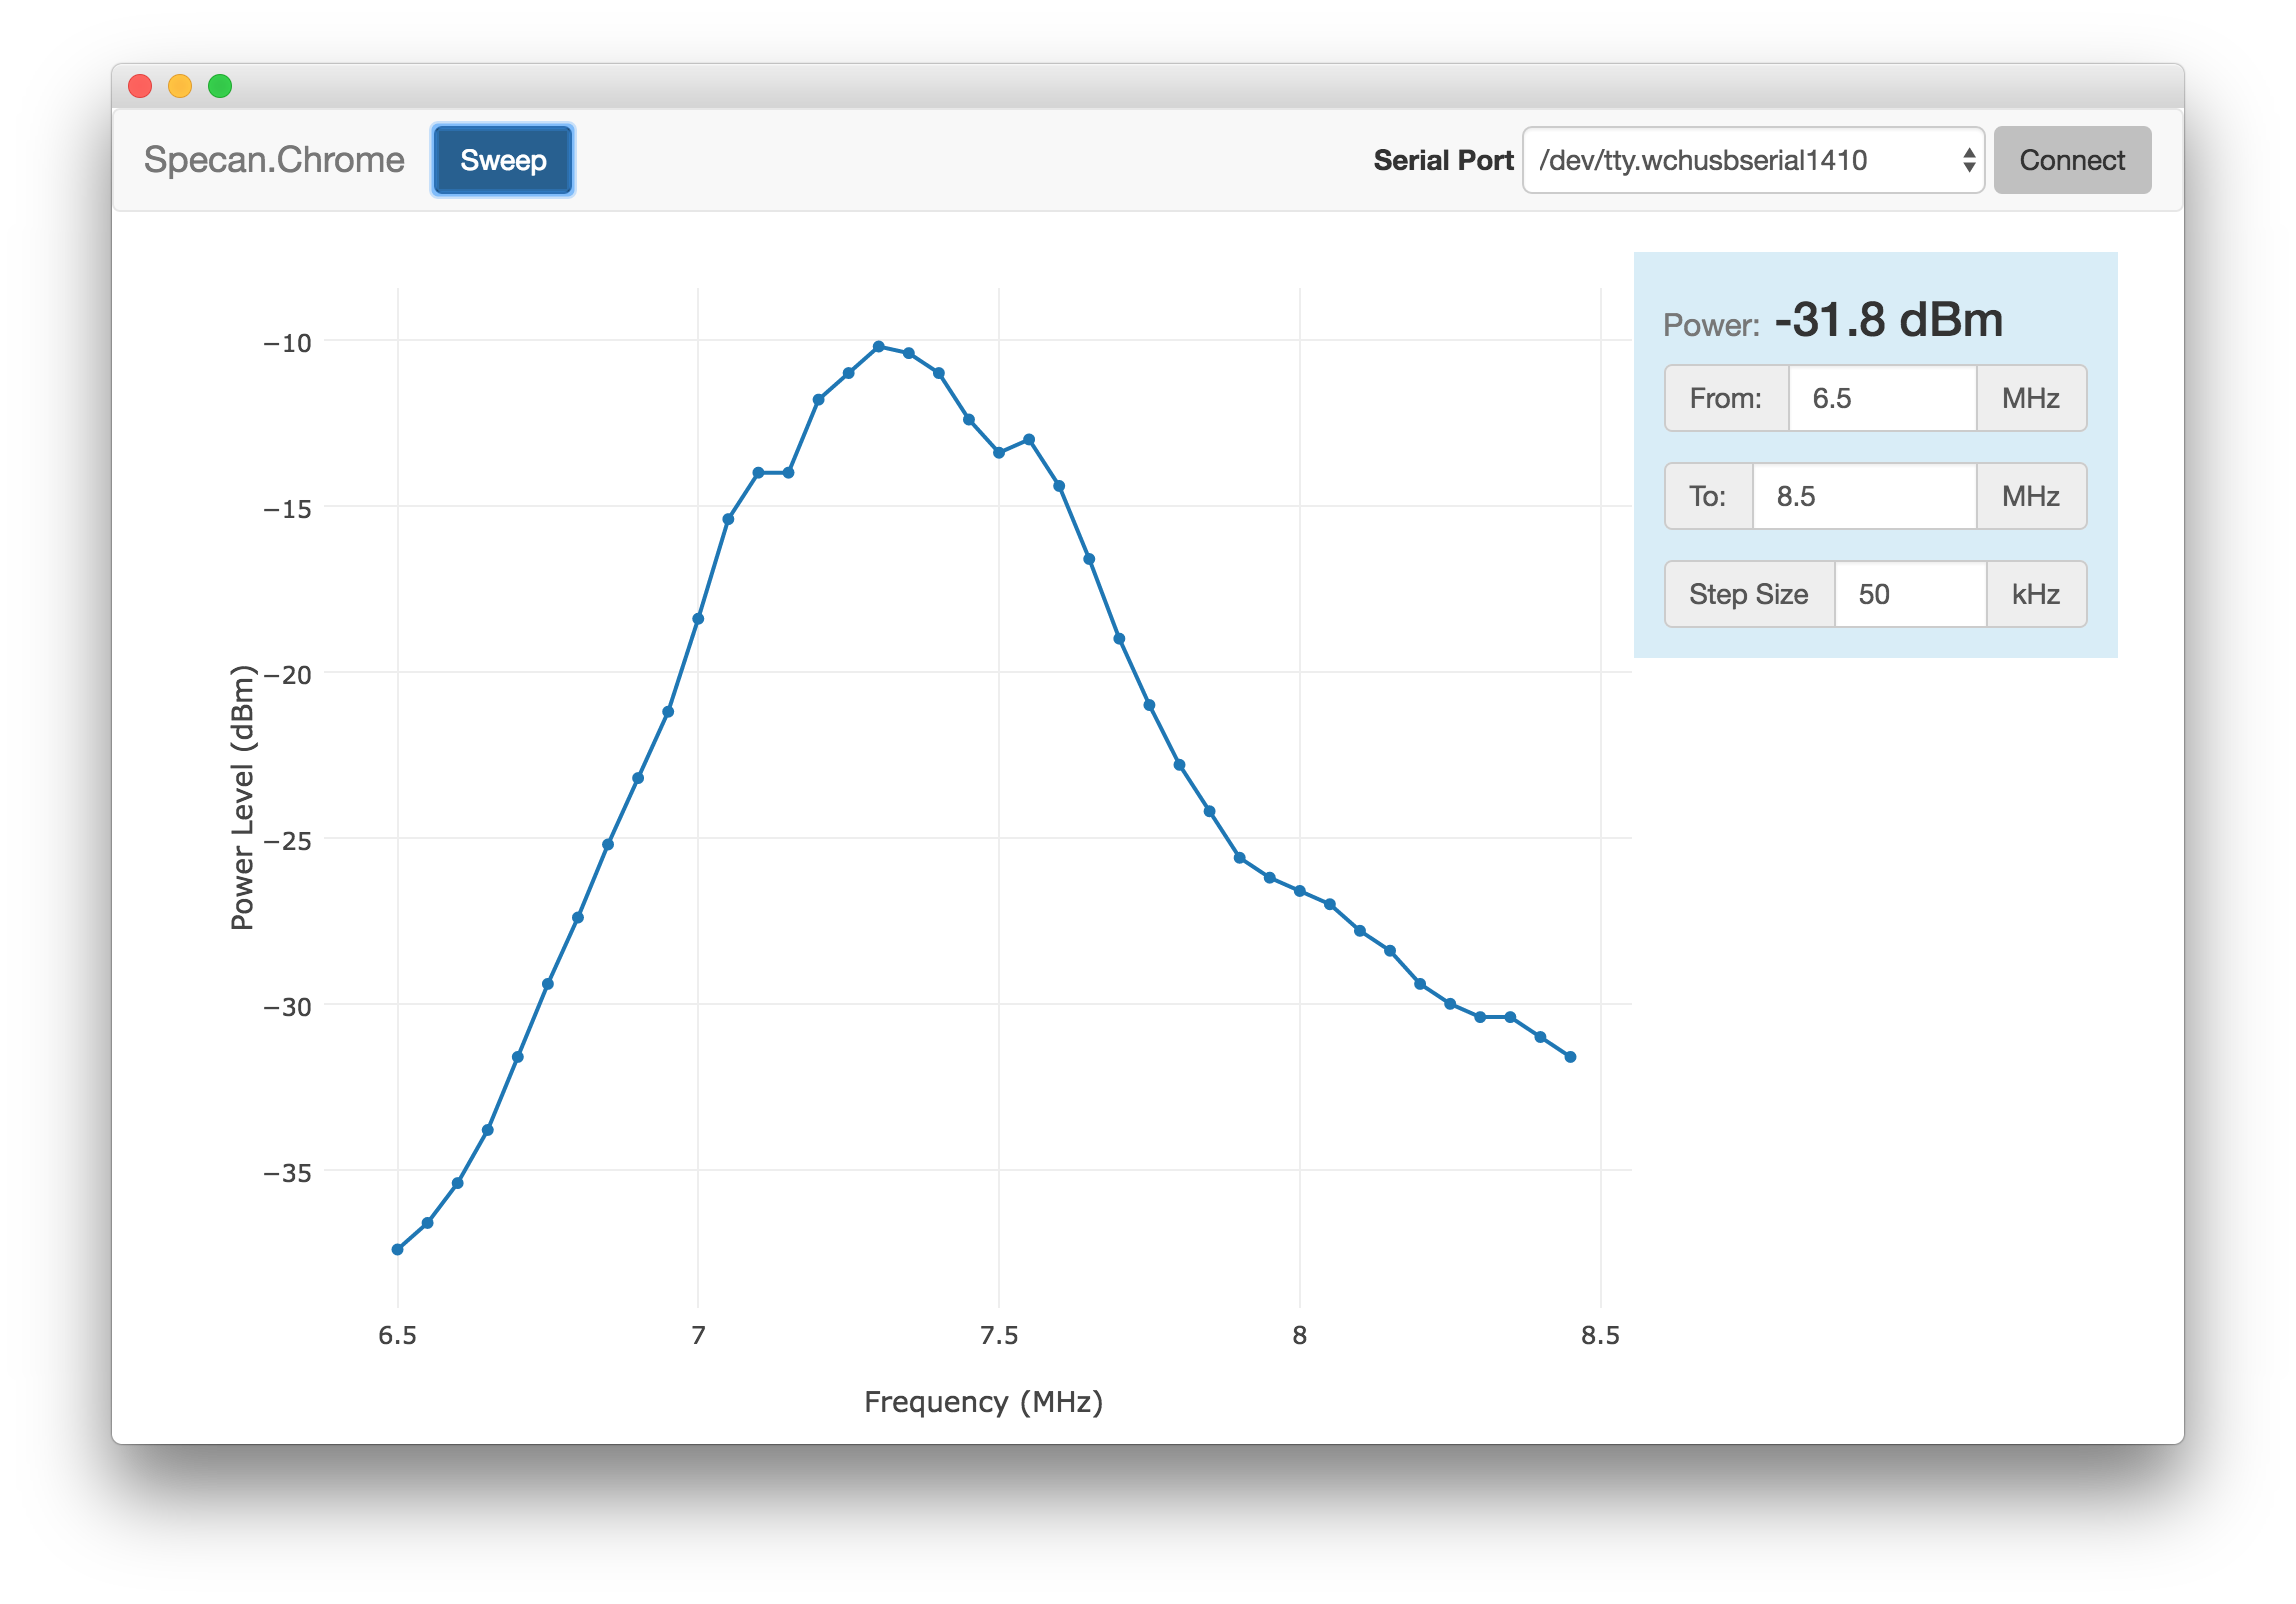 Specan.Chrome
Sweep
Serial Port
/dev/tty.wchusbserial1410
Connect
Power: -31.8 dBm
From: 6.5 MHz
To: 8.5 MHz
Step Size 50 kHz
Power Level (dBm)
−10
−15
−20
−25
−30
−35
6.5 7 7.5 8 8.5
Frequency (MHz)